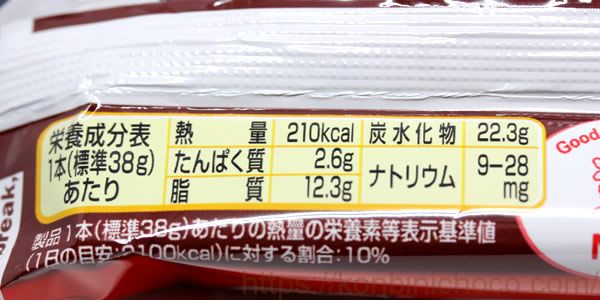 栄養成分表
1本(標準38g)
あたり
熱量 210kcal 炭水化物 22.3g
たんぱく質 2.6g ナトリウム 9-28mg
脂質 12.3g
製品1本(標準38g)あたりの熱量の栄養素等表示基準値
(1日の目安:2100kcal)に対する割合:10%
Good
break,
https://konbinichoco.com